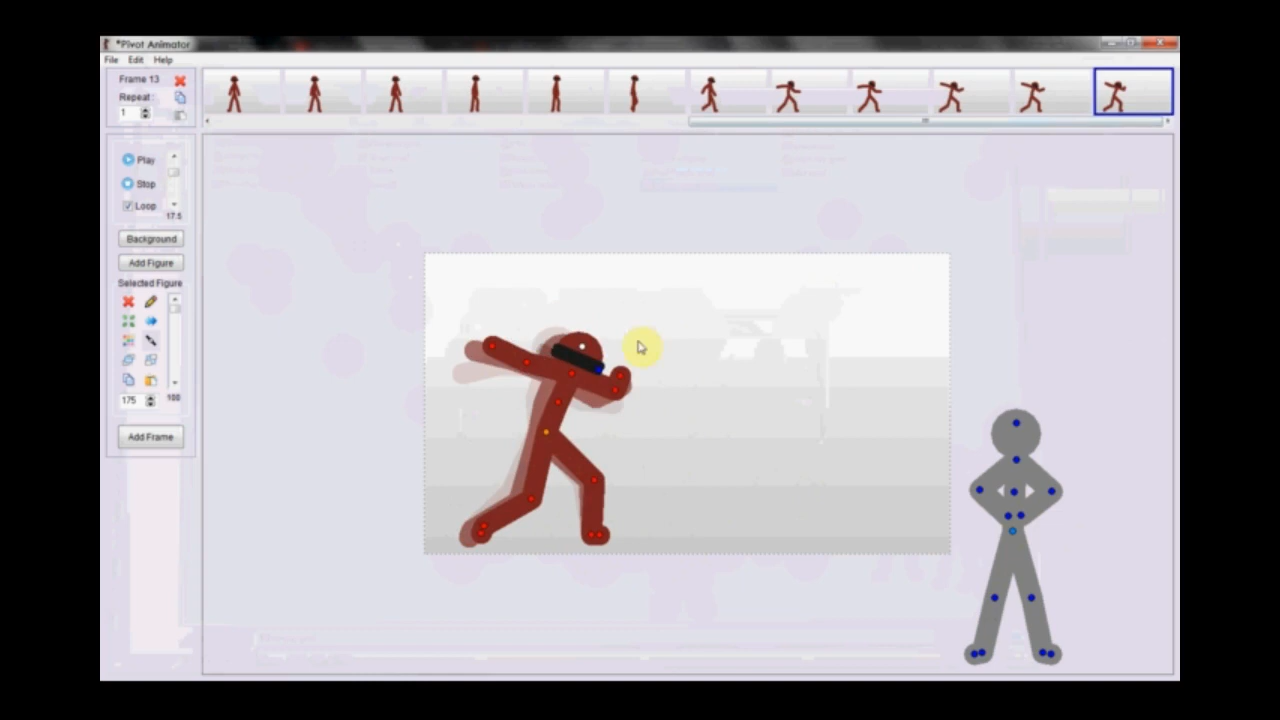 *Pivot Animator
File Edit Help
Frame 13
Repeat:
1
Play
Stop
Loop
17.5
Background
Add Figure
Selected Figure
175
100
Add Frame